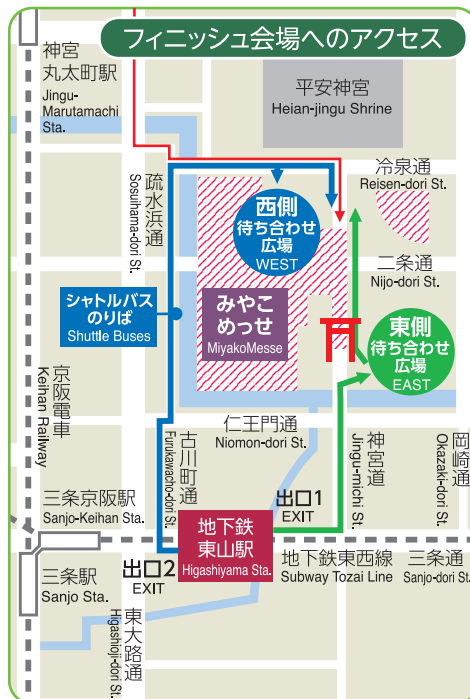 フィニッシュ会場へのアクセス
神宮
丸太町駅
Jingu-
Marutamachi
Sta.
平安神宮
Heian-jingu Shrine
冷泉通
Reisen-dori St.
疏水浜通
Sosuihama-dori St.
西側
待ち合わせ
広場
WEST
二条通
Nijo-dori St.
シャトルバス
のりば
Shuttle Buses
みやこ
めっせ
MiyakoMesse
東側
待ち合わせ
広場
EAST
京阪電車
Keihan Railway
仁王門通
Niomon-dori St.
古川町通
Furukawacho-dori St.
神宮道
Jingu-michi St.
岡崎通
Okazaki-dori St.
三条京阪駅
Sanjo-Keihan Sta.
出口1
EXIT
地下鉄
東山駅
Higashiyama Sta.
三条駅
Sanjo Sta.
出口2
EXIT
地下鉄東西線
Subway Tozai Line
三条通
Sanjo-dori St.
東大路通
Higashioji-dori St.